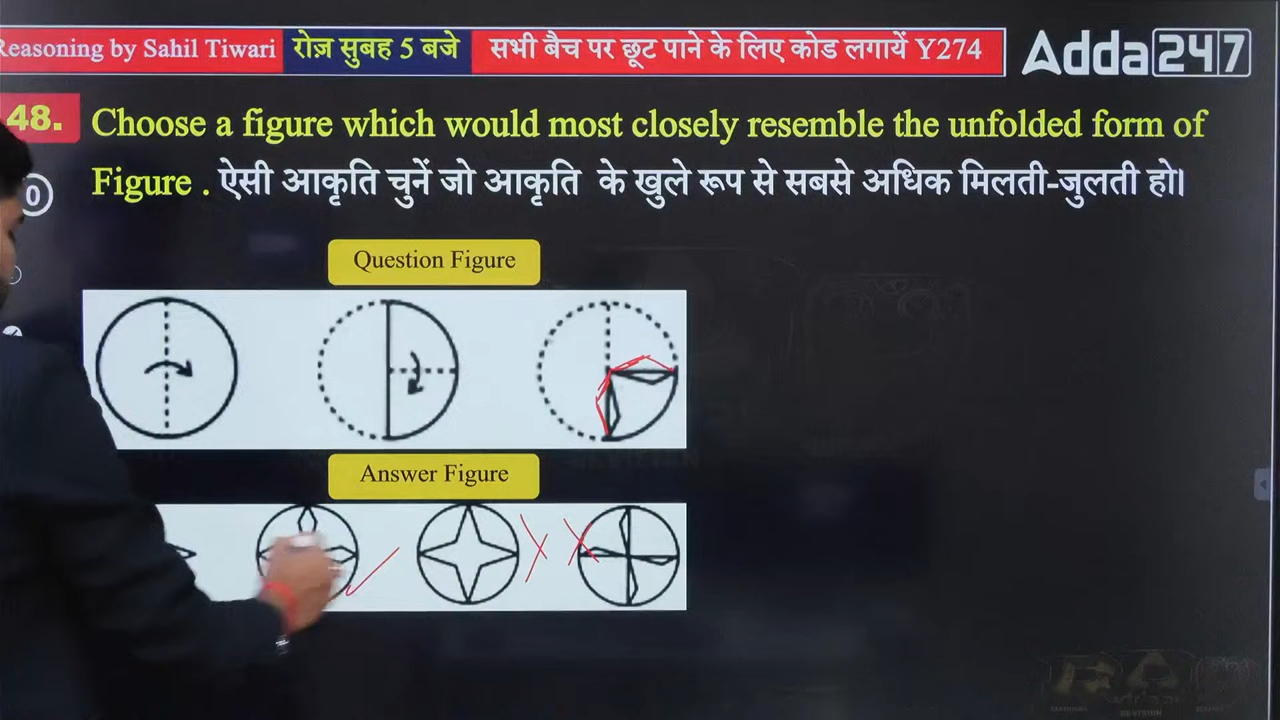 Reasoning by Sahil Tiwari रोज़ सुबह 5 बजे सभी बैच पर छूट पाने के लिए कोड लगायें Y274 Adda247
48. Choose a figure which would most closely resemble the unfolded form of
Figure . ऐसी आकृति चुनें जो आकृति के खुले रूप से सबसे अधिक मिलती-जुलती हो।
Question Figure
Answer Figure